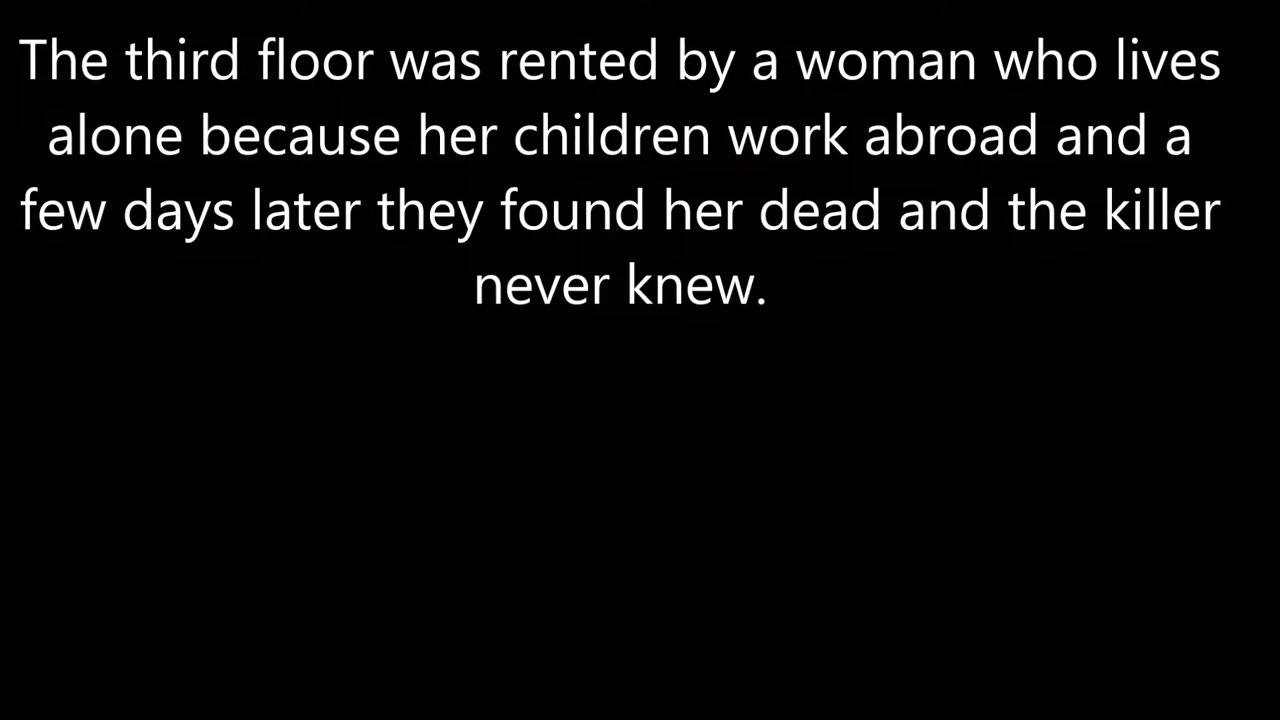 The third floor was rented by a woman who lives
alone because her children work abroad and a
few days later they found her dead and the killer
never knew.